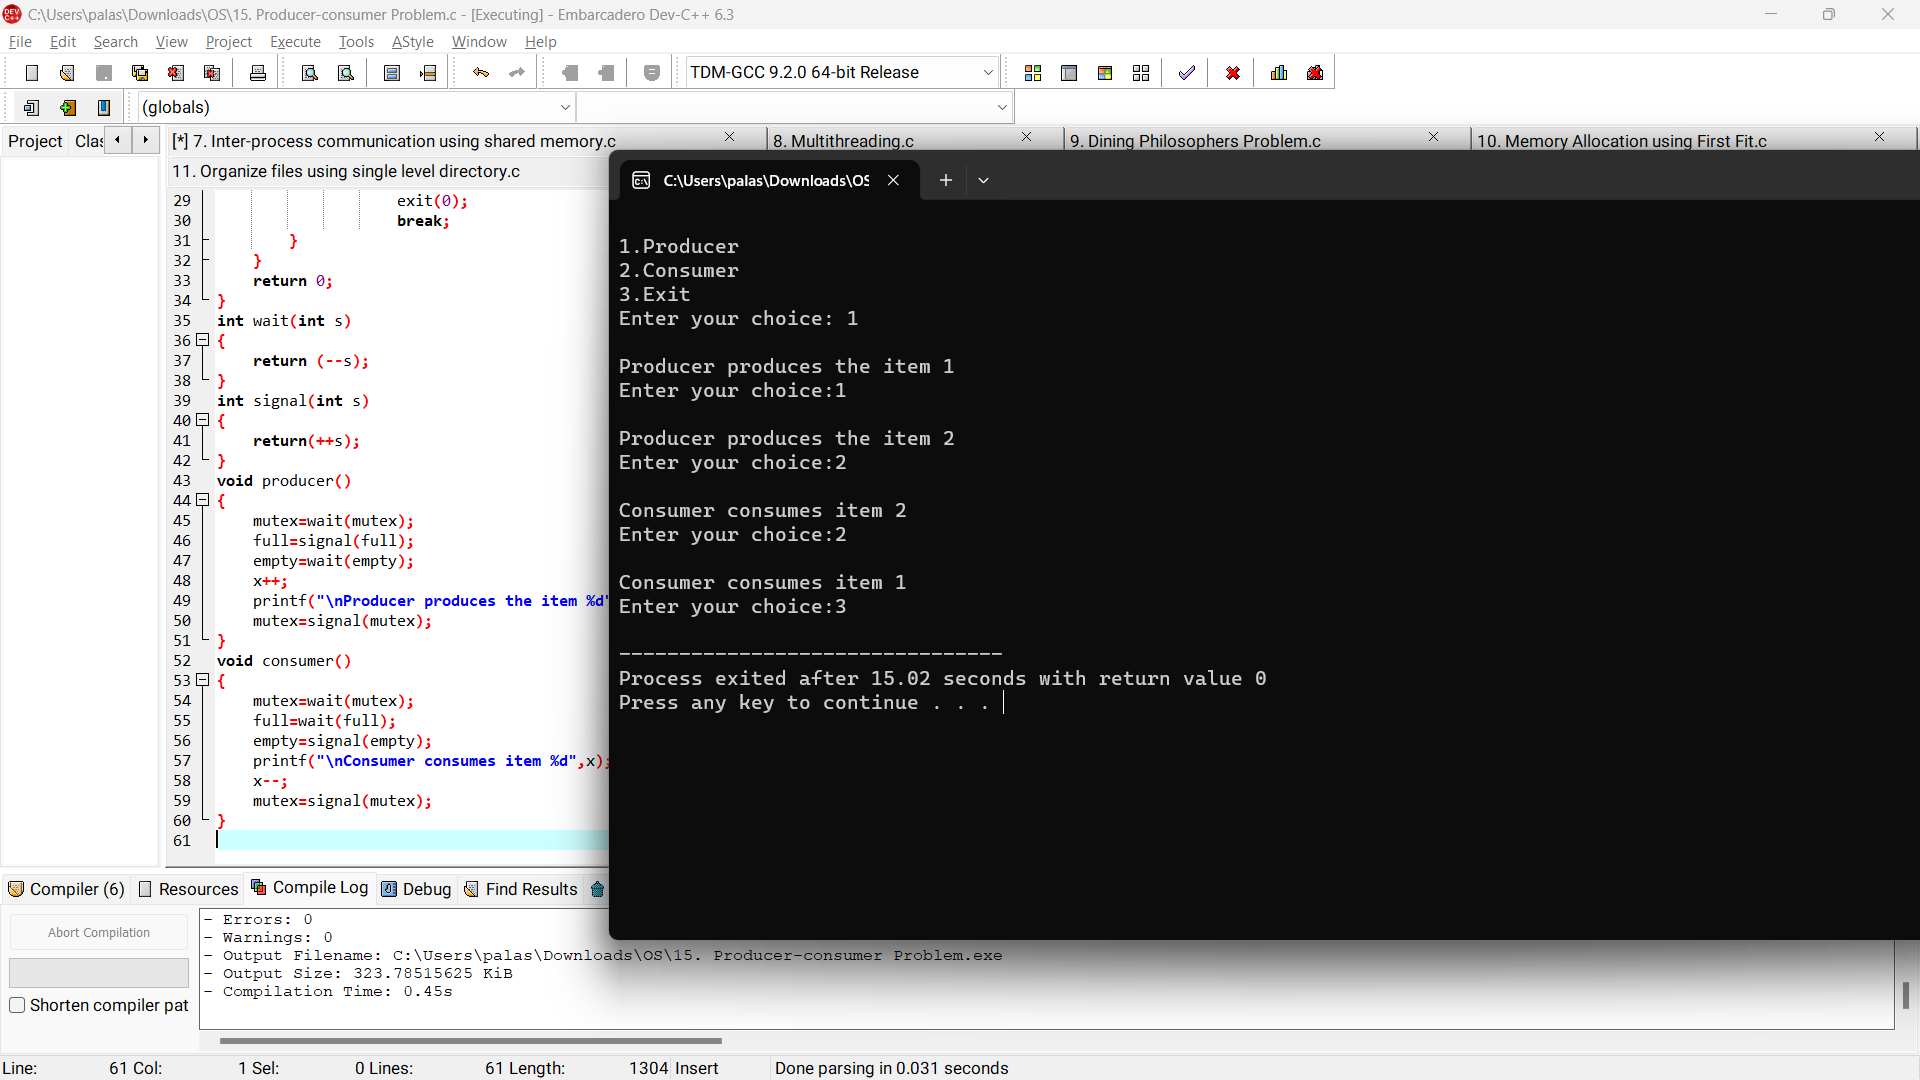 C:\Users\palas\Downloads\OS\15. Producer-consumer Problem.c - [Executing] - Embarcadero Dev-C++ 6.3
File Edit Search View Project Execute Tools AStyle Window Help
TDM-GCC 9.2.0 64-bit Release
(globals)
Project Clas [*] 7. Inter-process communication using shared memory.c 8. Multithreading.c 9. Dining Philosophers Problem.c 10. Memory Allocation using First Fit.c
11. Organize files using single level directory.c
29 exit(0);
30 break;
31 }
32 }
33 return 0;
34 }
35 int wait(int s)
36 {
37 return (--s);
38 }
39 int signal(int s)
40 {
41 return(++s);
42 }
43 void producer()
44 {
45 mutex=wait(mutex);
46 full=signal(full);
47 empty=wait(empty);
48 x++;
49 printf("\nProducer produces the item %d"
50 mutex=signal(mutex);
51 }
52 void consumer()
53 {
54 mutex=wait(mutex);
55 full=wait(full);
56 empty=signal(empty);
57 printf("\nConsumer consumes item %d",x);
58 x--;
59 mutex=signal(mutex);
60 }
61
C:\Users\palas\Downloads\OS
1.Producer
2.Consumer
3.Exit
Enter your choice: 1
Producer produces the item 1
Enter your choice:1
Producer produces the item 2
Enter your choice:2
Consumer consumes item 2
Enter your choice:2
Consumer consumes item 1
Enter your choice:3
--------------------------------
Process exited after 15.02 seconds with return value 0
Press any key to continue . . .
Compiler (6) Resources Compile Log Debug Find Results
Abort Compilation
Shorten compiler pat
- Errors: 0
- Warnings: 0
- Output Filename: C:\Users\palas\Downloads\OS\15. Producer-consumer Problem.exe
- Output Size: 323.78515625 KiB
- Compilation Time: 0.45s
Line: 61 Col: 1 Sel: 0 Lines: 61 Length: 1304 Insert Done parsing in 0.031 seconds